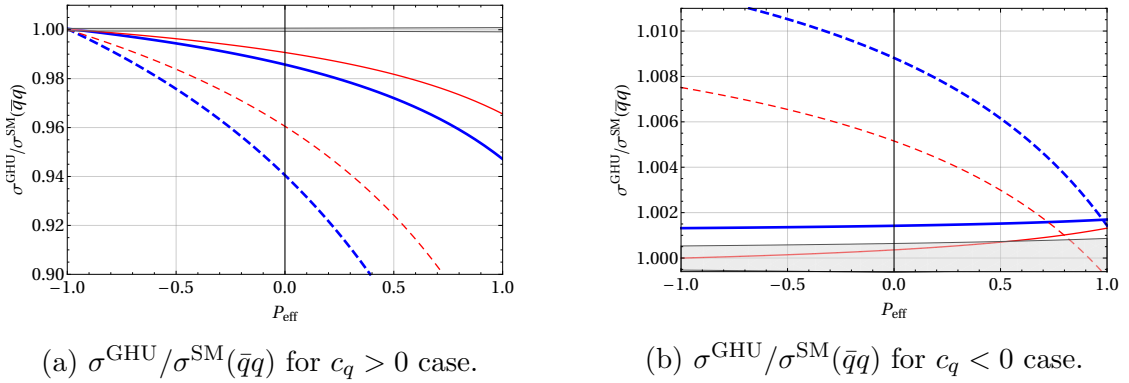 1.00
0.98
0.96
0.94
0.92
0.90
σ^GHU/σ^SM(q̄q)
-1.0 -0.5 0.0 0.5 1.0
P_eff
1.010
1.008
1.006
1.004
1.002
1.000
σ^GHU/σ^SM(q̄q)
-1.0 -0.5 0.0 0.5 1.0
P_eff
(a) σ^GHU/σ^SM(q̄q) for c_q > 0 case.
(b) σ^GHU/σ^SM(q̄q) for c_q < 0 case.